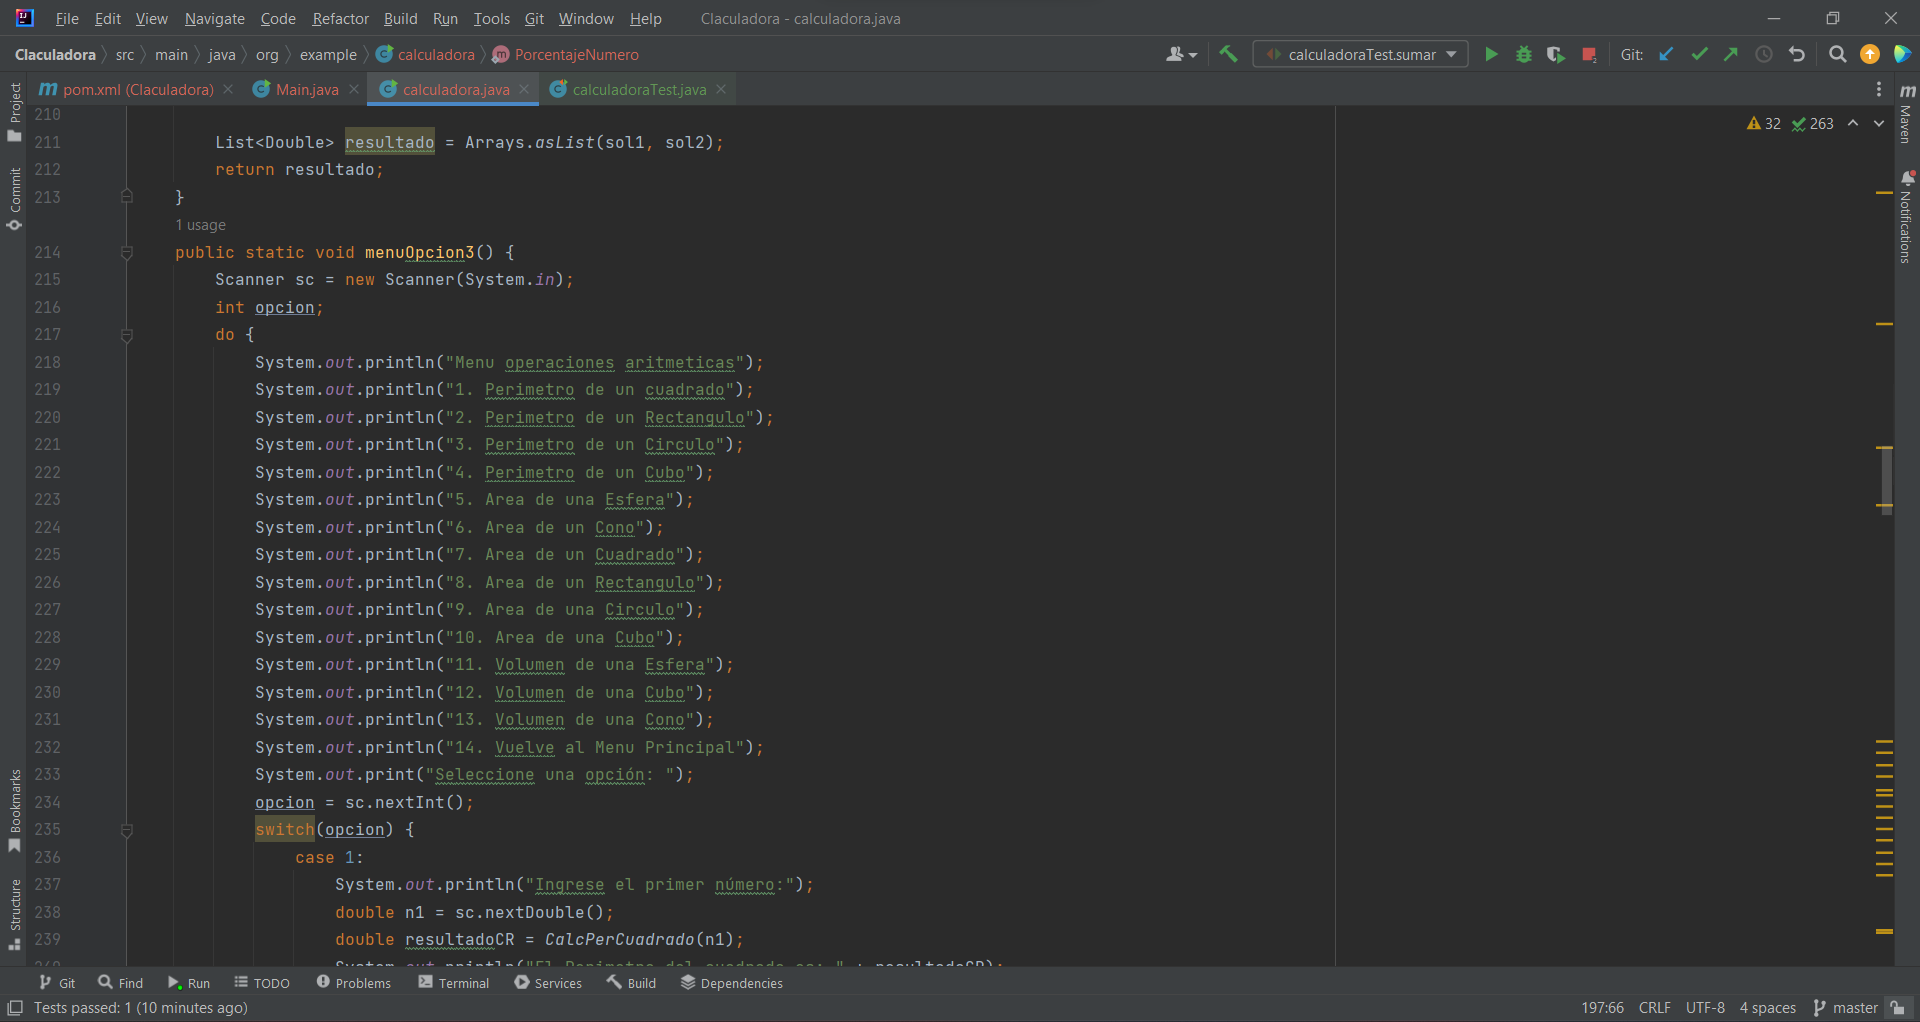 File Edit View Navigate Code Refactor Build Run Tools Git Window Help Claculadora - calculadora.java
Claculadora src main java org example calculadora PorcentajeNumero calculadoraTest.sumar Git:
pom.xml (Claculadora) Main.java calculadora.java calculadoraTest.java
Project
Commit
Bookmarks
Structure
Maven
Notifications
32 263
210
211 List<Double> resultado = Arrays.asList(sol1, sol2);
212 return resultado;
213 }
1 usage
214 public static void menuOpcion3() {
215 Scanner sc = new Scanner(System.in);
216 int opcion;
217 do {
218 System.out.println("Menu operaciones aritmeticas");
219 System.out.println("1. Perimetro de un cuadrado");
220 System.out.println("2. Perimetro de un Rectangulo");
221 System.out.println("3. Perimetro de un Circulo");
222 System.out.println("4. Perimetro de un Cubo");
223 System.out.println("5. Area de una Esfera");
224 System.out.println("6. Area de un Cono");
225 System.out.println("7. Area de un Cuadrado");
226 System.out.println("8. Area de un Rectangulo");
227 System.out.println("9. Area de una Circulo");
228 System.out.println("10. Area de una Cubo");
229 System.out.println("11. Volumen de una Esfera");
230 System.out.println("12. Volumen de una Cubo");
231 System.out.println("13. Volumen de una Cono");
232 System.out.println("14. Vuelve al Menu Principal");
233 System.out.print("Seleccione una opción: ");
234 opcion = sc.nextInt();
235 switch(opcion) {
236 case 1:
237 System.out.println("Ingrese el primer número:");
238 double n1 = sc.nextDouble();
239 double resultadoCR = CalcPerCuadrado(n1);
240 System.out.println("El Perimetro del cuadrado es: " + resultadoCR);
Git Find Run TODO Problems Terminal Services Build Dependencies
Tests passed: 1 (10 minutes ago) 197:66 CRLF UTF-8 4 spaces master